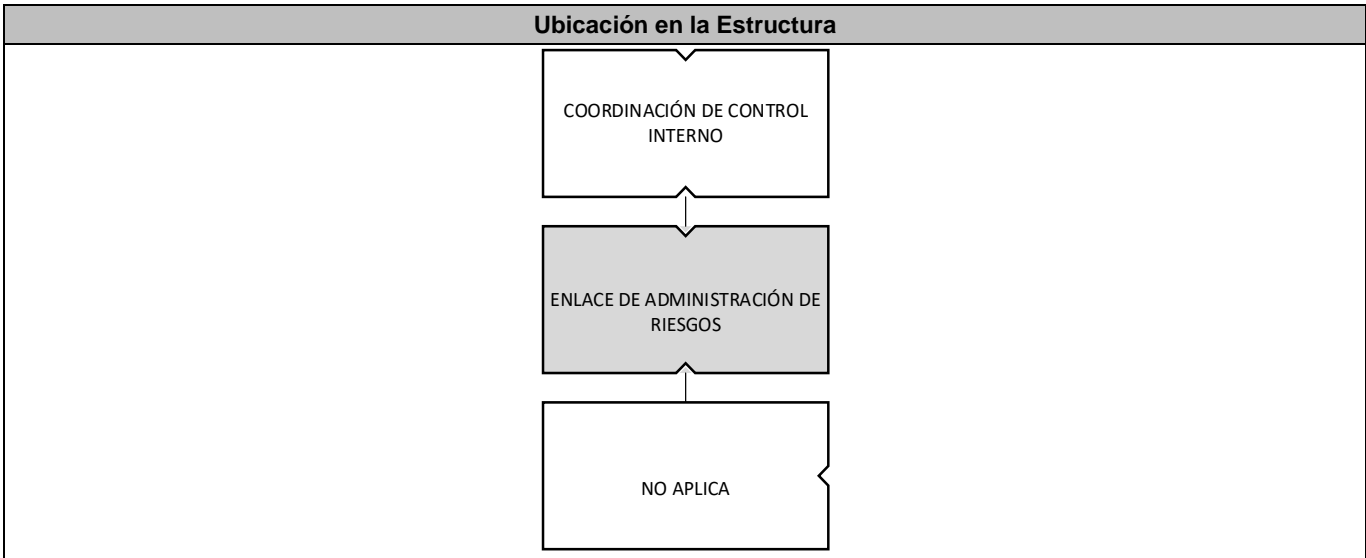 Ubicación en la Estructura
COORDINACIÓN DE CONTROL
INTERNO
ENLACE DE ADMINISTRACIÓN DE
RIESGOS
NO APLICA